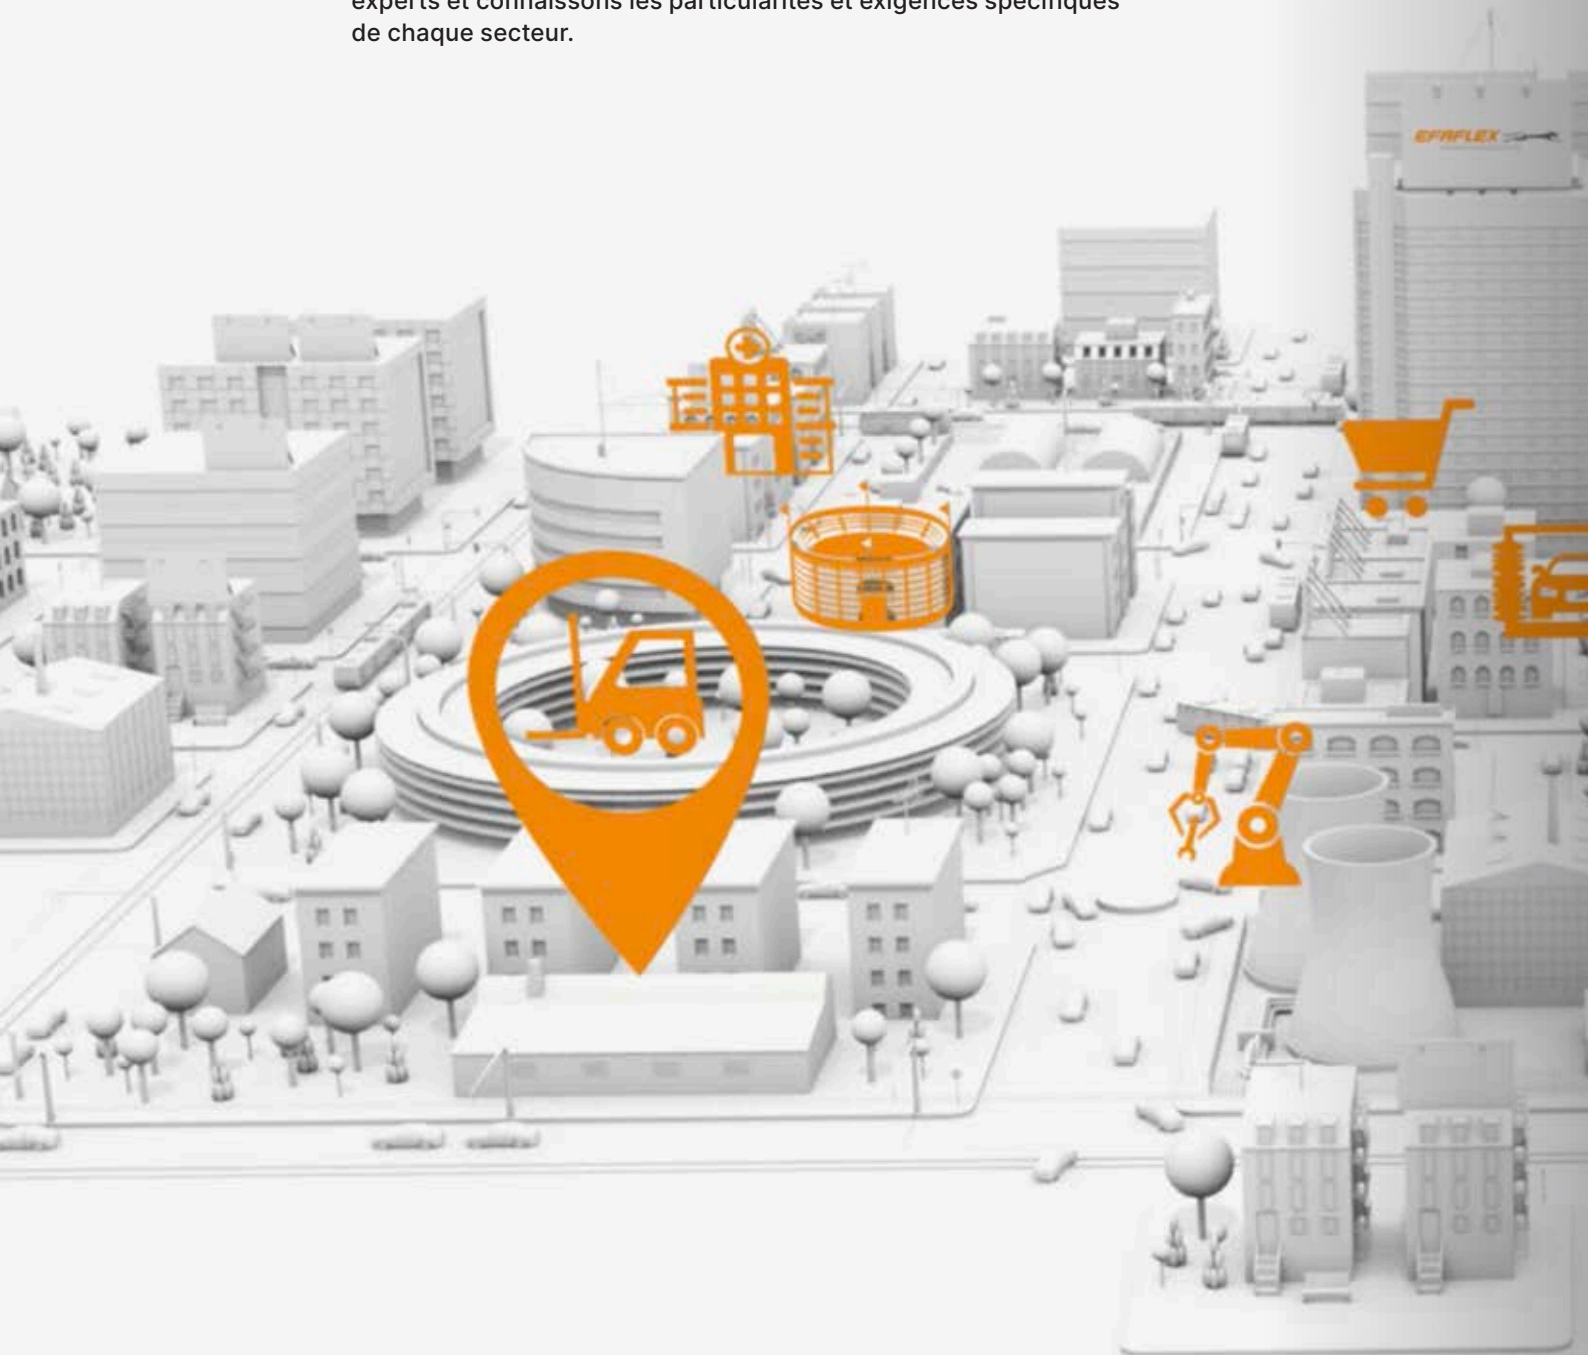 experts et connaissons les particularités et exigences spécifiques
de chaque secteur.
EFAFLEX